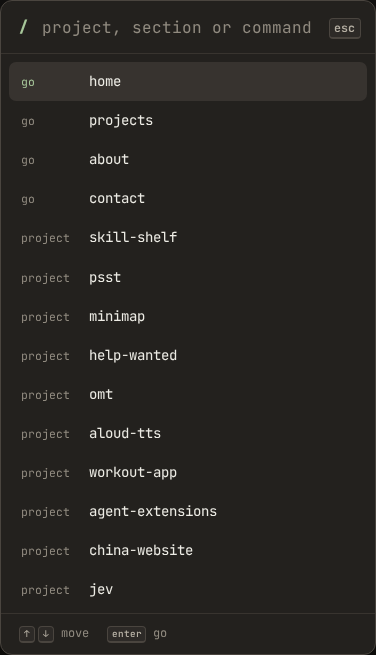 / project, section or command esc
go home
go projects
go about
go contact
project skill-shelf
project psst
project minimap
project help-wanted
project omt
project aloud-tts
project workout-app
project agent-extensions
project china-website
project jev
↑ ↓ move enter go